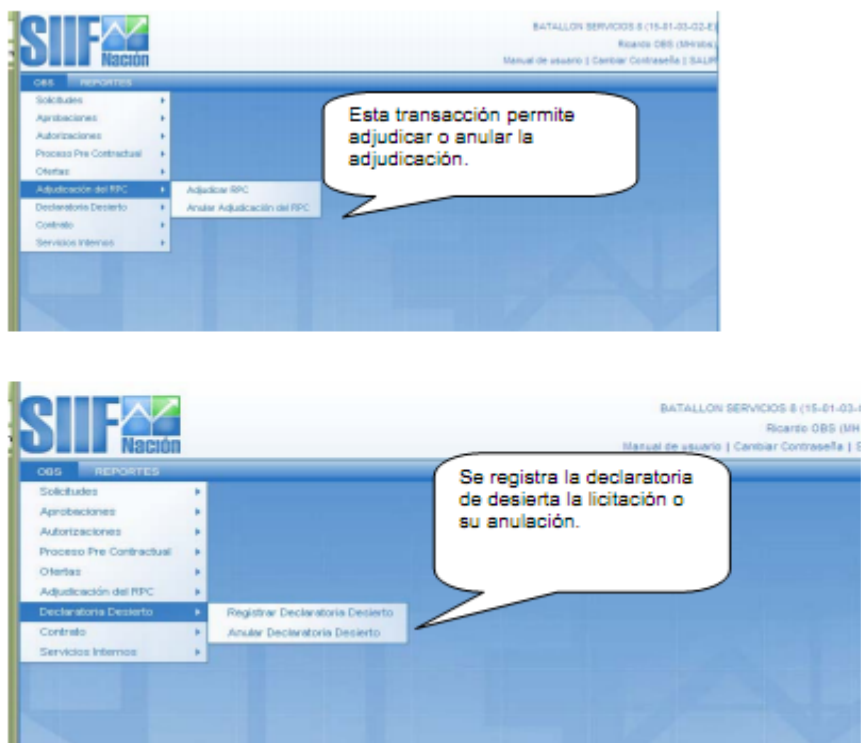 SIIF
Nación
BATALLON SERVICIOS 8 (15-01-03-02-E)
Ricardo OBS
Manual de usuario | Cambiar Contraseña | SALIR
OBS REPORTES
Solicitudes
Aprobaciones
Autorizaciones
Proceso Pre Contractual
Ofertas
Adjudicación del RPC
Declaratoria Desierto
Contrato
Servicios Internos
Adjudicar RPC
Anular Adjudicación del RPC
Esta transacción permite
adjudicar o anular la
adjudicación.
SIIF
Nación
BATALLON SERVICIOS 8 (15-01-03-
Ricardo OBS (MH
Manual de usuario | Cambiar Contraseña | S
OBS REPORTES
Solicitudes
Aprobaciones
Autorizaciones
Proceso Pre Contractual
Ofertas
Adjudicación del RPC
Declaratoria Desierto
Contrato
Servicios Internos
Registrar Declaratoria Desierto
Anular Declaratoria Desierto
Se registra la declaratoria
de desierta la licitación o
su anulación.